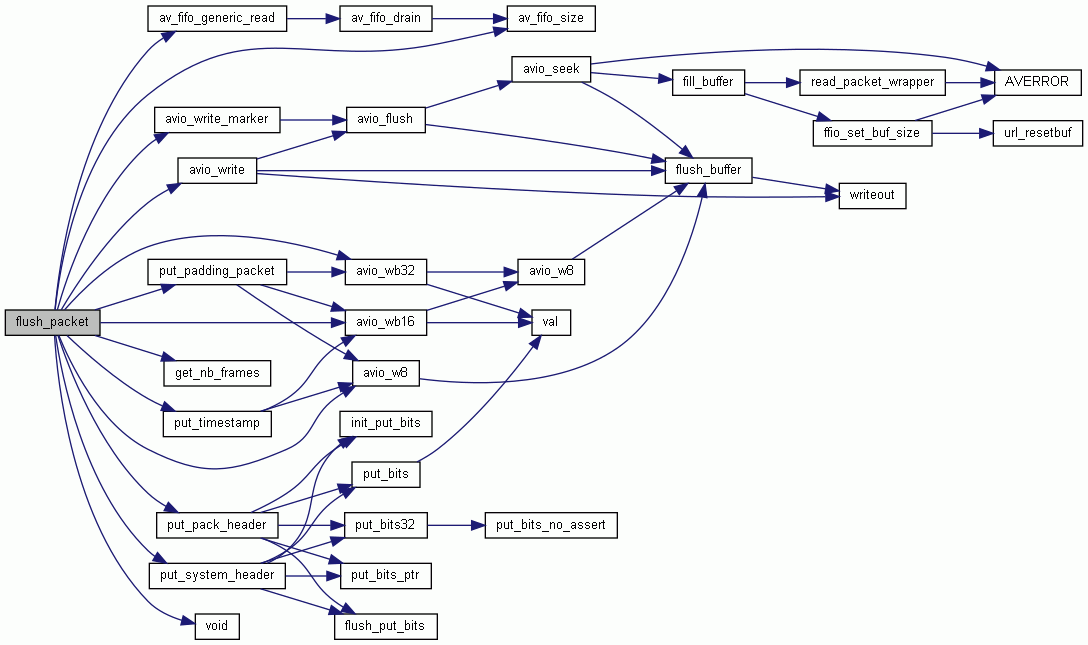 av_fifo_generic_read
av_fifo_drain
av_fifo_size
avio_seek
fill_buffer
read_packet_wrapper
AVERROR
avio_write_marker
avio_flush
ffio_set_buf_size
url_resetbuf
avio_write
flush_buffer
writeout
put_padding_packet
avio_wb32
avio_w8
flush_packet
avio_wb16
val
get_nb_frames
avio_w8
put_timestamp
init_put_bits
put_bits
put_pack_header
put_bits32
put_bits_no_assert
put_system_header
put_bits_ptr
void
flush_put_bits